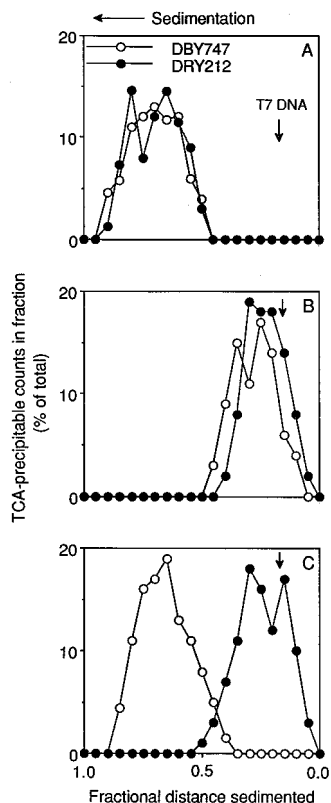 Sedimentation
20
DBY747
A
DRY212
T7 DNA
10
0
20
B
10
0
20
C
10
0
1.0
0.5
0.0
TCA-precipitable counts in fraction
(% of total)
Fractional distance sedimented